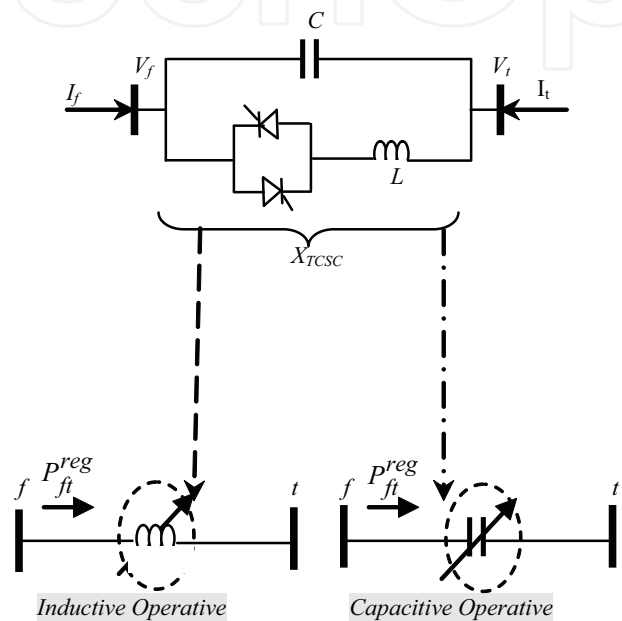 C
V_f
V_t
I_f
I_t
L
X_TCSC
f P_ft^reg t
f P_ft^reg t
Inductive Operative
Capacitive Operative